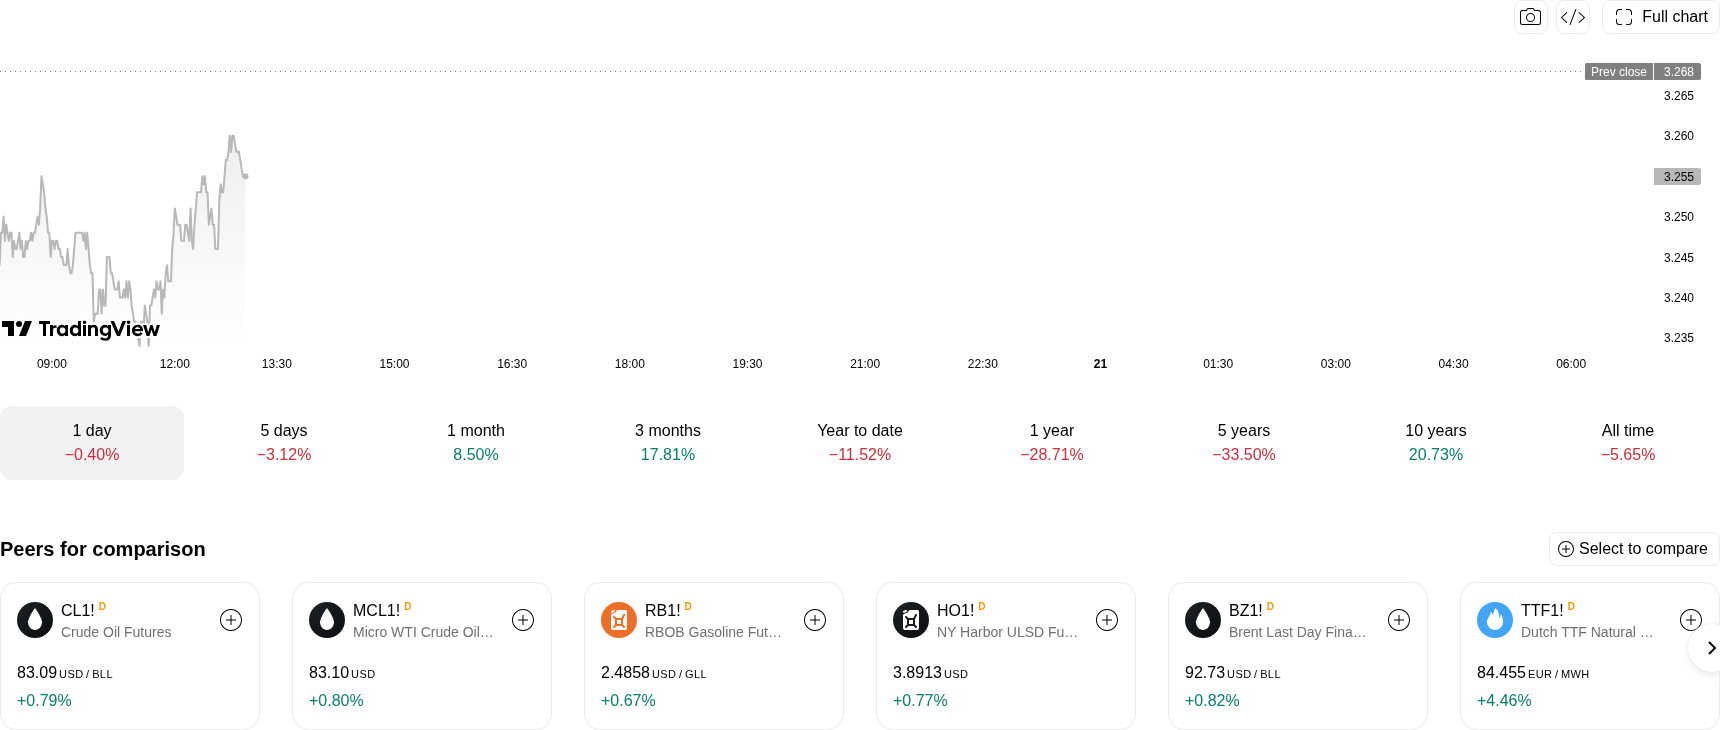 Full chart
Prev close 3.268
3.265
3.260
3.255
3.250
3.245
3.240
3.235
TradingView
09:00 12:00 13:30 15:00 16:30 18:00 19:30 21:00 22:30 21 01:30 03:00 04:30 06:00
1 day 5 days 1 month 3 months Year to date 1 year 5 years 10 years All time
−0.40% −3.12% 8.50% 17.81% −11.52% −28.71% −33.50% 20.73% −5.65%
Peers for comparison
Select to compare
CL1! D
Crude Oil Futures
83.09 USD / BLL
+0.79%
MCL1! D
Micro WTI Crude Oil…
83.10 USD
+0.80%
RB1! D
RBOB Gasoline Fut…
2.4858 USD / GLL
+0.67%
HO1! D
NY Harbor ULSD Fu…
3.8913 USD
+0.77%
BZ1! D
Brent Last Day Fina…
92.73 USD / BLL
+0.82%
TTF1! D
Dutch TTF Natural …
84.455 EUR / MWH
+4.46%